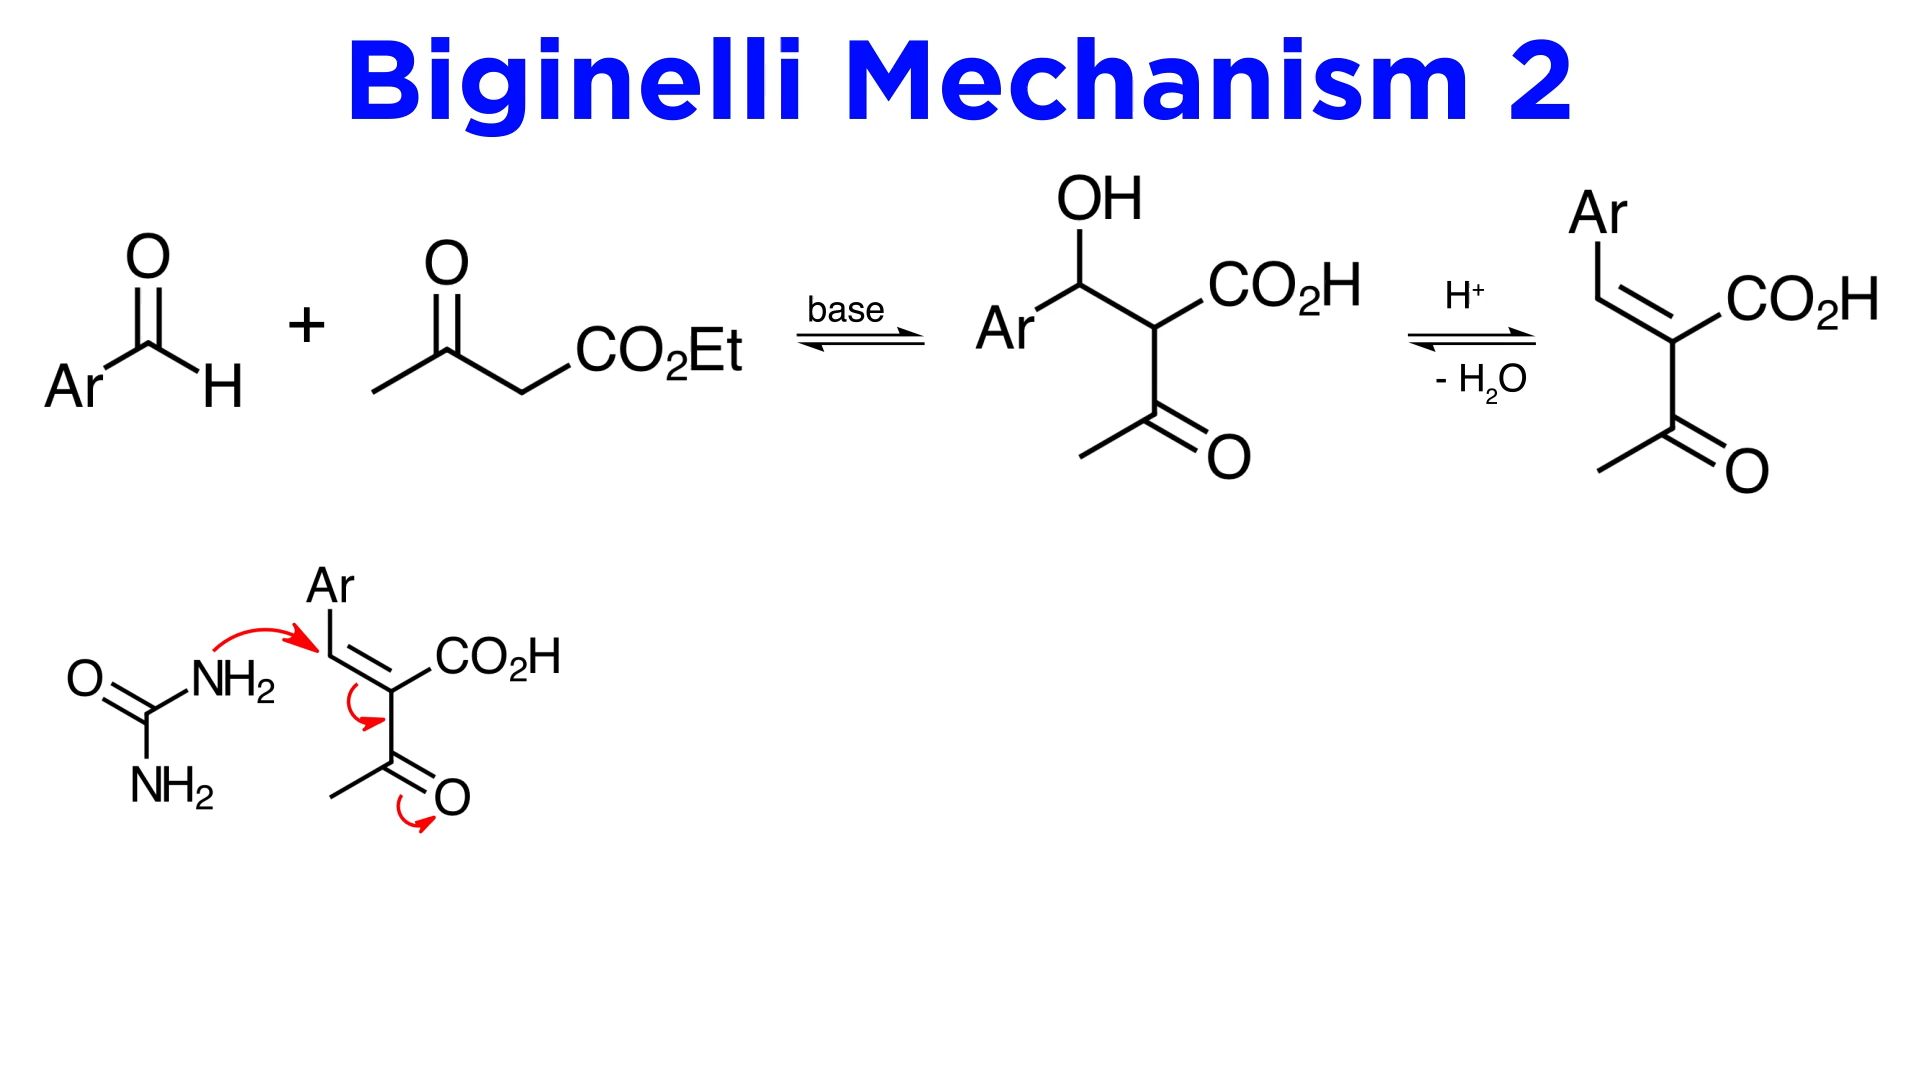 Biginelli Mechanism 2
O
Ar
H
+
O
CO₂Et
base
OH
Ar
CO₂H
O
H⁺
- H₂O
Ar
CO₂H
O
O
NH₂
NH₂
Ar
CO₂H
O